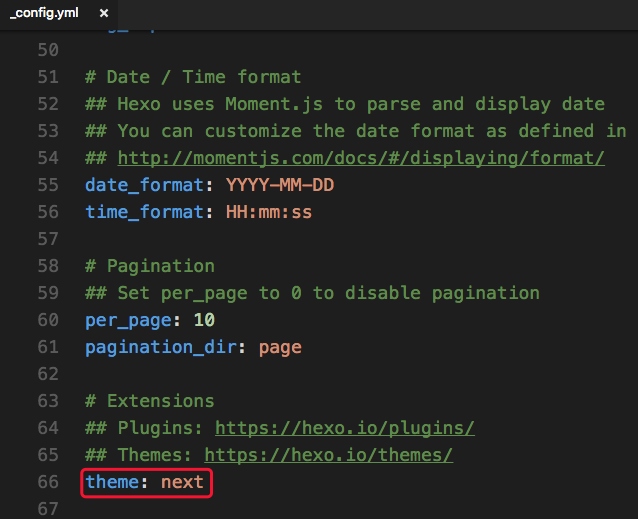 _config.yml ×
50
51 # Date / Time format
52 ## Hexo uses Moment.js to parse and display date
53 ## You can customize the date format as defined in
54 ## http://momentjs.com/docs/#/displaying/format/
55 date_format: YYYY-MM-DD
56 time_format: HH:mm:ss
57
58 # Pagination
59 ## Set per_page to 0 to disable pagination
60 per_page: 10
61 pagination_dir: page
62
63 # Extensions
64 ## Plugins: https://hexo.io/plugins/
65 ## Themes: https://hexo.io/themes/
66 theme: next
67